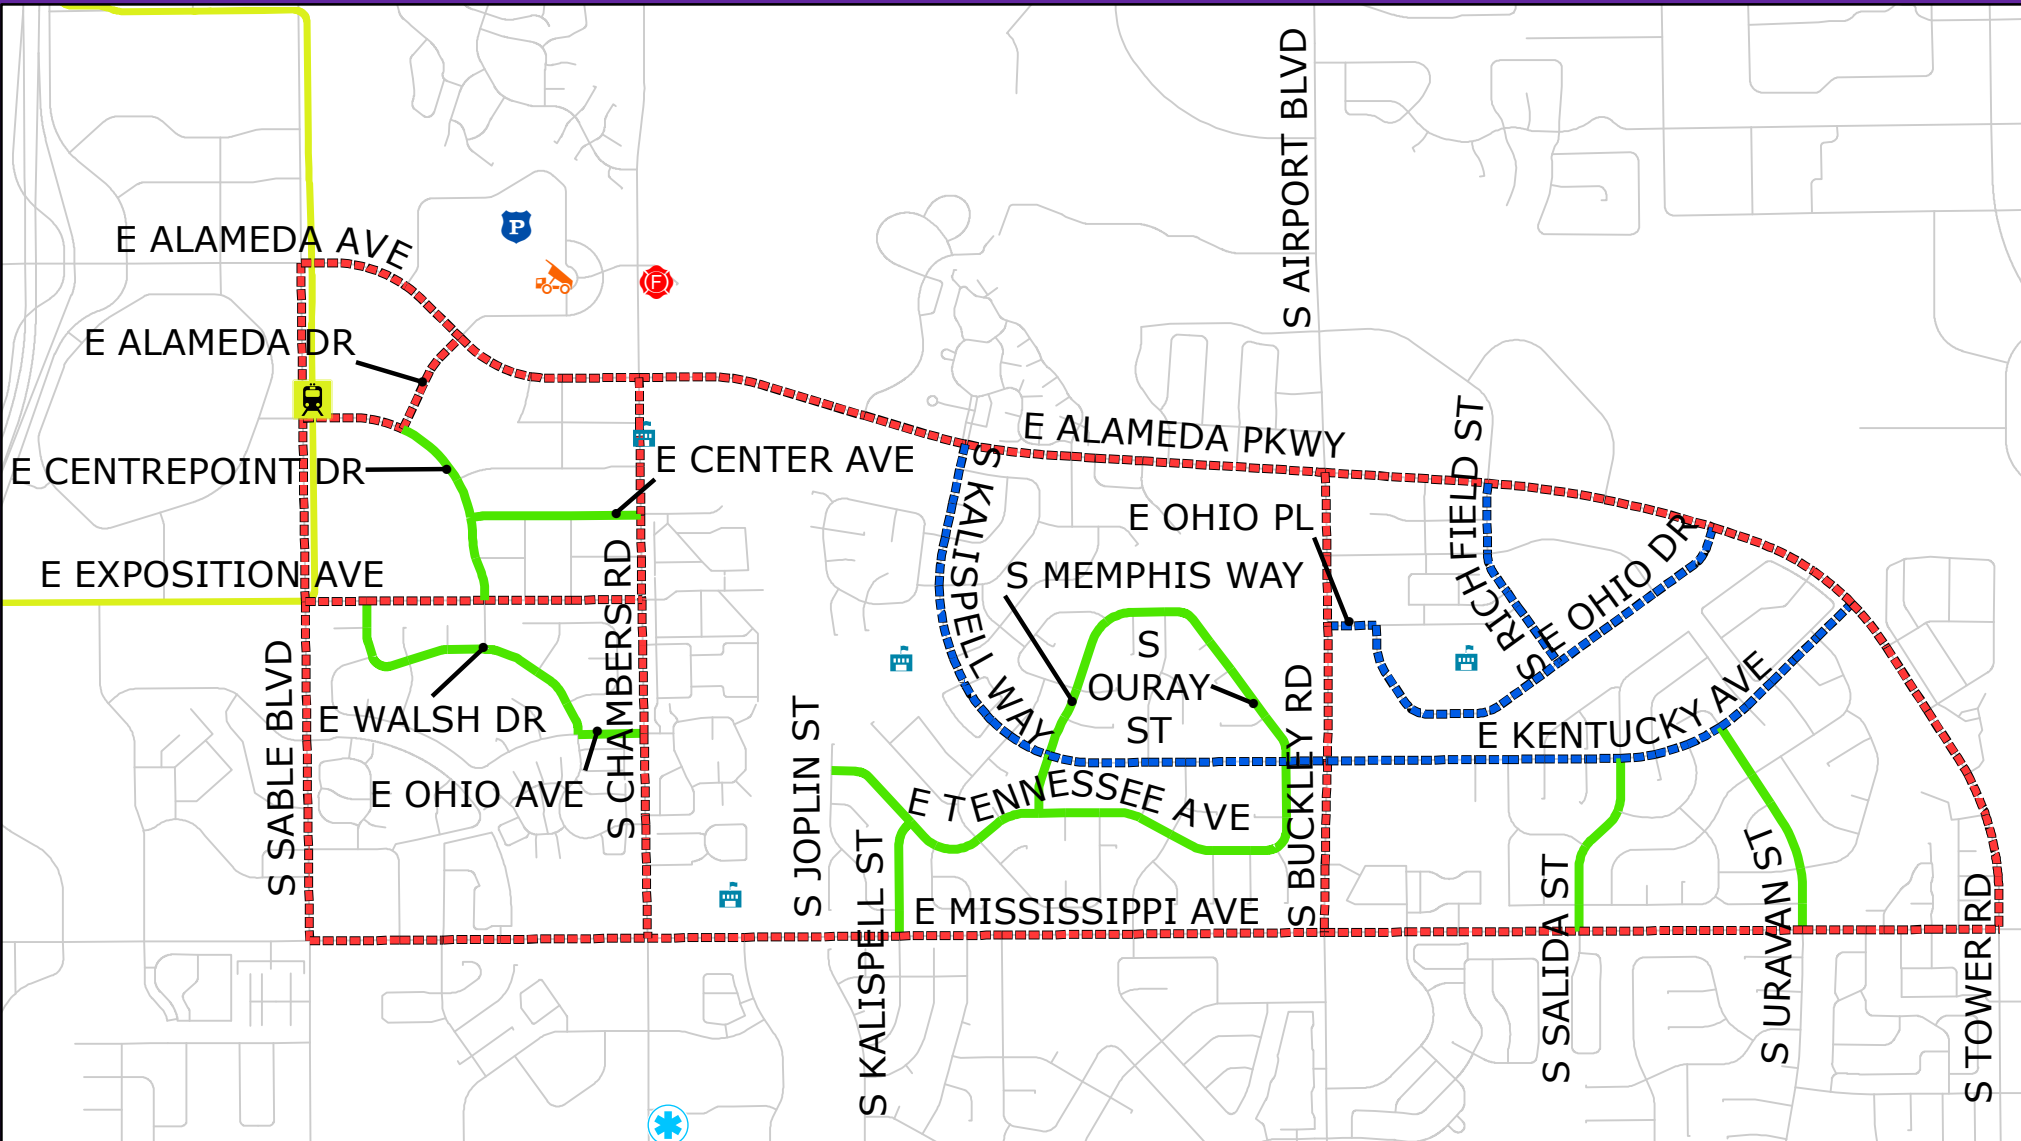 S AIRPORT BLVD
E ALAMEDA AVE
P
F
E ALAMEDA DR
E ALAMEDA PKWY
E CENTREPOINT DR
E CENTER AVE
S KALISPELL WAY
E OHIO PL
S RICHFIELD ST
E OHIO DR
E EXPOSITION AVE
S CHAMBERS RD
S MEMPHIS WAY
S
OURAY
ST
S SABLE BLVD
E WALSH DR
E OHIO AVE
S JOPLIN ST
E TENNESSEE AVE
S BUCKLEY RD
E KENTUCKY AVE
S KALISPELL ST
E MISSISSIPPI AVE
S SALIDA ST
S URAVAN ST
S TOWER RD